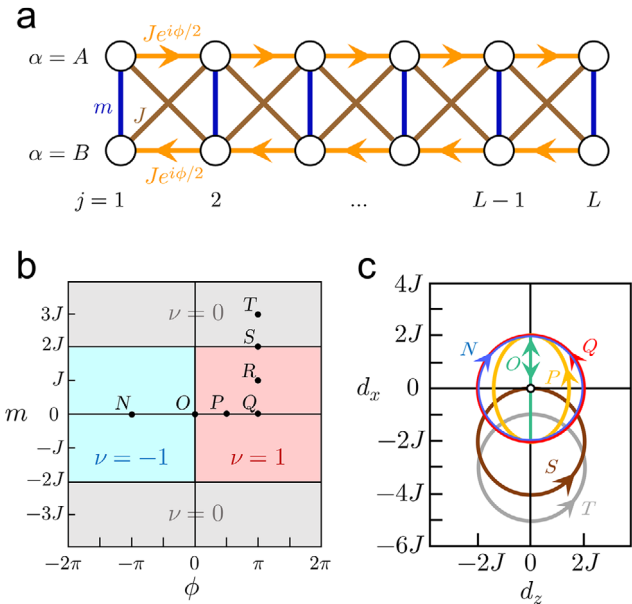 a
α = A
Je^{iϕ/2}
m
J
α = B
Je^{iϕ/2}
j = 1
2
...
L − 1
L
b
3J
2J
J
m
0
−J
−2J
−3J
ν = 0
T
S
R
N
O
P
Q
ν = −1
ν = 1
ν = 0
−2π
−π
0
π
2π
ϕ
c
4J
2J
d_x
0
−2J
−4J
−6J
N
O
Q
P
S
T
−2J
0
2J
d_z